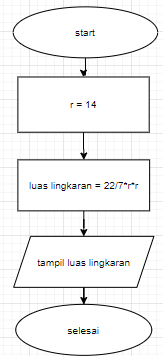 start
r = 14
luas lingkaran = 22/7*r*r
tampil luas lingkaran
selesai